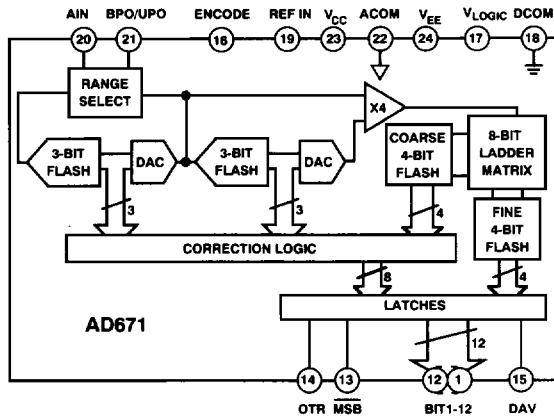 AIN BPO/UPO ENCODE REF IN VCC ACOM VEE VLOGIC DCOM
20 21 16 19 23 22 24 17 18
RANGE
SELECT
X4
3-BIT
FLASH
DAC
3-BIT
FLASH
DAC
COARSE
4-BIT
FLASH
8-BIT
LADDER
MATRIX
3
3
4
FINE
4-BIT
FLASH
CORRECTION LOGIC
8
4
LATCHES
AD671
12
14 13 12 1 15
OTR MSB BIT1-12 DAV